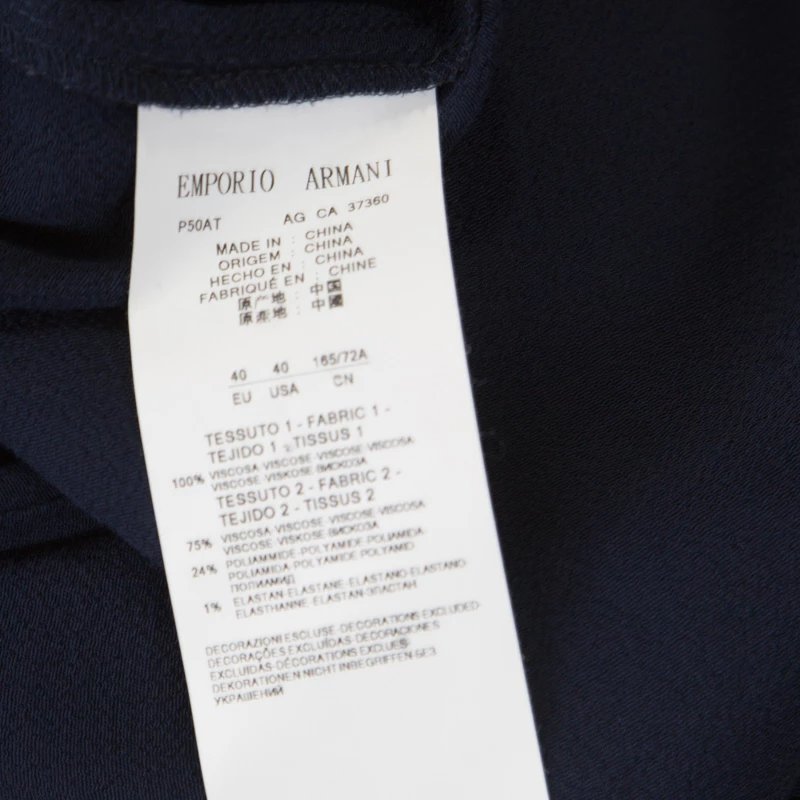 EMPORIO ARMANI
P50AT AG CA 37360
MADE IN : CHINA
ORIGEM : CHINA
HECHO EN : CHINA
FABRIQUÉ EN : CHINE
原产地 : 中国
原產地 : 中國
40 40 165/72A
EU USA CN
TESSUTO 1 - FABRIC 1 -
TEJIDO 1 - TISSUS 1
100% VISCOSA-VISCOSE-VISCOSE-VISCOSA
VISCOSE-VISKOSE-ВИСКОЗА
TESSUTO 2 - FABRIC 2 -
TEJIDO 2 - TISSUS 2
75% VISCOSA-VISCOSE-VISCOSE-VISCOSA
VISCOSE-VISKOSE-ВИСКОЗА
24% POLIAMMIDE-POLYAMIDE-POLIAMIDA-
POLIAMIDA-POLYAMIDE-POLYAMID
ПОЛИАМИД
1% ELASTAN-ELASTANE-ELASTANO-ELASTANO
ELASTHANNE-ELASTAN-ЭЛАСТАН
DECORAZIONI ESCLUSE-DECORATIONS EXCLUDED
DECORAÇÕES EXCLUÍDAS-DECORACIONES
EXCLUIDAS-DÉCORATIONS EXCLUES
DEKORATIONEN NICHT INBEGRIFFEN-БЕЗ
УКРАШЕНИЙ